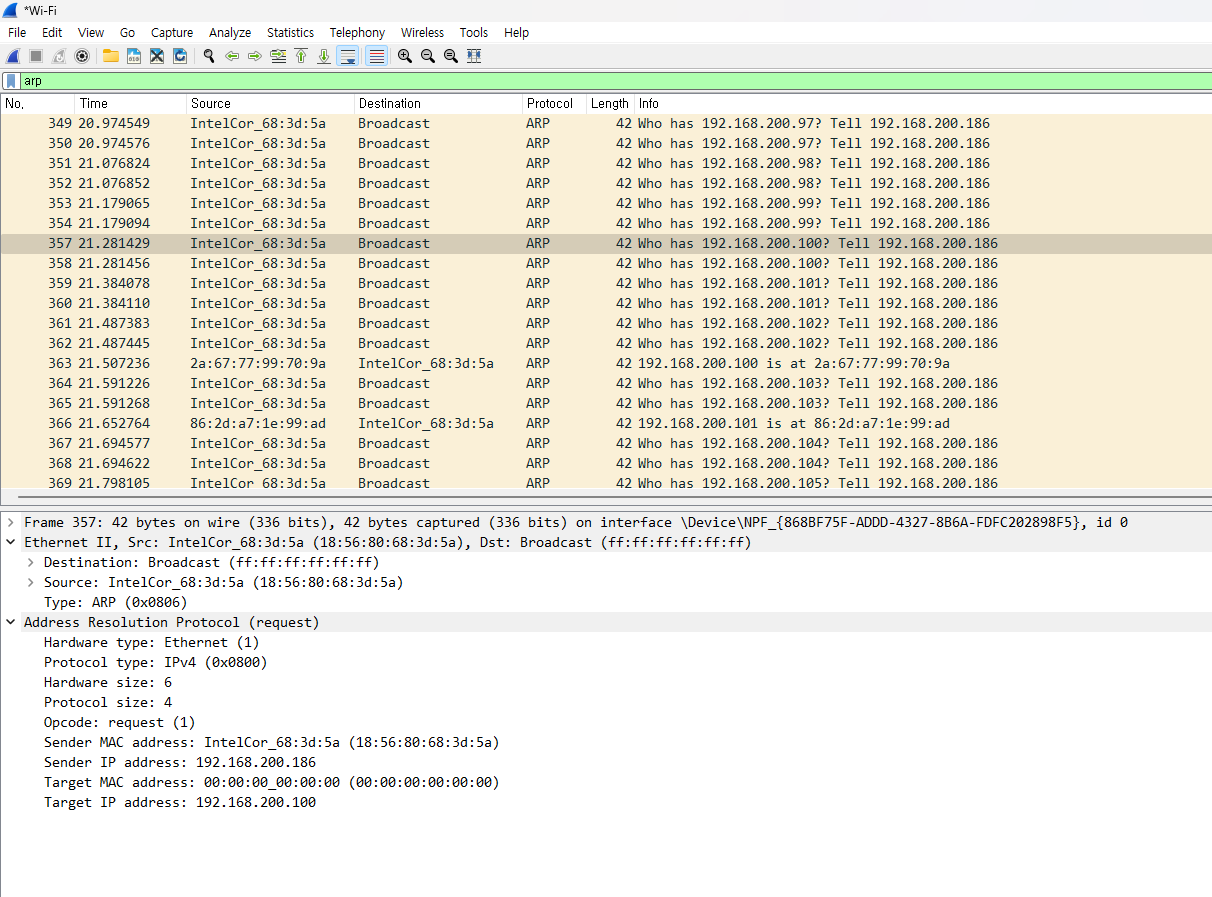 *Wi-Fi
File Edit View Go Capture Analyze Statistics Telephony Wireless Tools Help
arp
No. Time Source Destination Protocol Length Info
349 20.974549 IntelCor_68:3d:5a Broadcast ARP 42 Who has 192.168.200.97? Tell 192.168.200.186
350 20.974576 IntelCor_68:3d:5a Broadcast ARP 42 Who has 192.168.200.97? Tell 192.168.200.186
351 21.076824 IntelCor_68:3d:5a Broadcast ARP 42 Who has 192.168.200.98? Tell 192.168.200.186
352 21.076852 IntelCor_68:3d:5a Broadcast ARP 42 Who has 192.168.200.98? Tell 192.168.200.186
353 21.179065 IntelCor_68:3d:5a Broadcast ARP 42 Who has 192.168.200.99? Tell 192.168.200.186
354 21.179094 IntelCor_68:3d:5a Broadcast ARP 42 Who has 192.168.200.99? Tell 192.168.200.186
357 21.281429 IntelCor_68:3d:5a Broadcast ARP 42 Who has 192.168.200.100? Tell 192.168.200.186
358 21.281456 IntelCor_68:3d:5a Broadcast ARP 42 Who has 192.168.200.100? Tell 192.168.200.186
359 21.384078 IntelCor_68:3d:5a Broadcast ARP 42 Who has 192.168.200.101? Tell 192.168.200.186
360 21.384110 IntelCor_68:3d:5a Broadcast ARP 42 Who has 192.168.200.101? Tell 192.168.200.186
361 21.487383 IntelCor_68:3d:5a Broadcast ARP 42 Who has 192.168.200.102? Tell 192.168.200.186
362 21.487445 IntelCor_68:3d:5a Broadcast ARP 42 Who has 192.168.200.102? Tell 192.168.200.186
363 21.507236 2a:67:77:99:70:9a IntelCor_68:3d:5a ARP 42 192.168.200.100 is at 2a:67:77:99:70:9a
364 21.591226 IntelCor_68:3d:5a Broadcast ARP 42 Who has 192.168.200.103? Tell 192.168.200.186
365 21.591268 IntelCor_68:3d:5a Broadcast ARP 42 Who has 192.168.200.103? Tell 192.168.200.186
366 21.652764 86:2d:a7:1e:99:ad IntelCor_68:3d:5a ARP 42 192.168.200.101 is at 86:2d:a7:1e:99:ad
367 21.694577 IntelCor_68:3d:5a Broadcast ARP 42 Who has 192.168.200.104? Tell 192.168.200.186
368 21.694622 IntelCor_68:3d:5a Broadcast ARP 42 Who has 192.168.200.104? Tell 192.168.200.186
369 21.798105 IntelCor_68:3d:5a Broadcast ARP 42 Who has 192.168.200.105? Tell 192.168.200.186
Frame 357: 42 bytes on wire (336 bits), 42 bytes captured (336 bits) on interface \Device\NPF_{868BF75F-ADDD-4327-8B6A-FDFC202898F5}, id 0
Ethernet II, Src: IntelCor_68:3d:5a (18:56:80:68:3d:5a), Dst: Broadcast (ff:ff:ff:ff:ff:ff)
Destination: Broadcast (ff:ff:ff:ff:ff:ff)
Source: IntelCor_68:3d:5a (18:56:80:68:3d:5a)
Type: ARP (0x0806)
Address Resolution Protocol (request)
Hardware type: Ethernet (1)
Protocol type: IPv4 (0x0800)
Hardware size: 6
Protocol size: 4
Opcode: request (1)
Sender MAC address: IntelCor_68:3d:5a (18:56:80:68:3d:5a)
Sender IP address: 192.168.200.186
Target MAC address: 00:00:00_00:00:00 (00:00:00:00:00:00)
Target IP address: 192.168.200.100